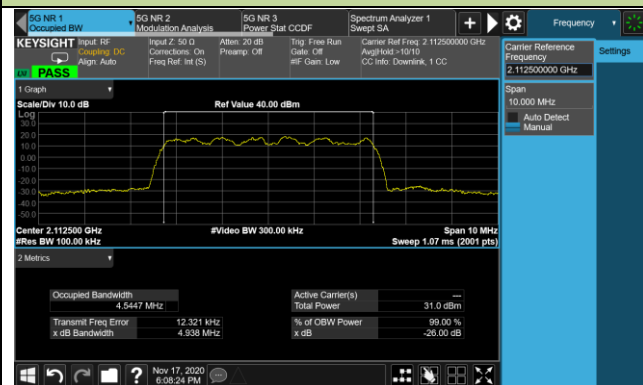 5G NR 1
Occupied BW
5G NR 2
Modulation Analysis
5G NR 3
Power Stat CCDF
Spectrum Analyzer 1
Swept SA
Frequency
KEYSIGHT
Input: RF
Coupling: DC
Align: Auto
Input Z: 50 Ω
Corrections: On
Freq Ref: Int (S)
Atten: 20 dB
Preamp: Off
Trig: Free Run
Gate: Off
#IF Gain: Low
Carrier Ref Freq: 2.112500000 GHz
Avg|Hold:>10/10
CC Info: Downlink, 1 CC
LNI PASS
Carrier Reference
Frequency
2.112500000 GHz
Span
10.000 MHz
Auto Detect
Manual
Settings
1 Graph
Scale/Div 10.0 dB
Ref Value 40.00 dBm
Log
30.0
20.0
10.0
0.00
-10.0
-20.0
-30.0
-40.0
-50.0
Center 2.112500 GHz
#Res BW 100.00 kHz
#Video BW 300.00 kHz
Span 10 MHz
Sweep 1.07 ms (2001 pts)
2 Metrics
Occupied Bandwidth
4.5447 MHz
Transmit Freq Error 12.321 kHz
x dB Bandwidth 4.938 MHz
Active Carrier(s) ---
Total Power 31.0 dBm
% of OBW Power 99.00 %
x dB -26.00 dB
?
Nov 17, 2020
6:08:24 PM